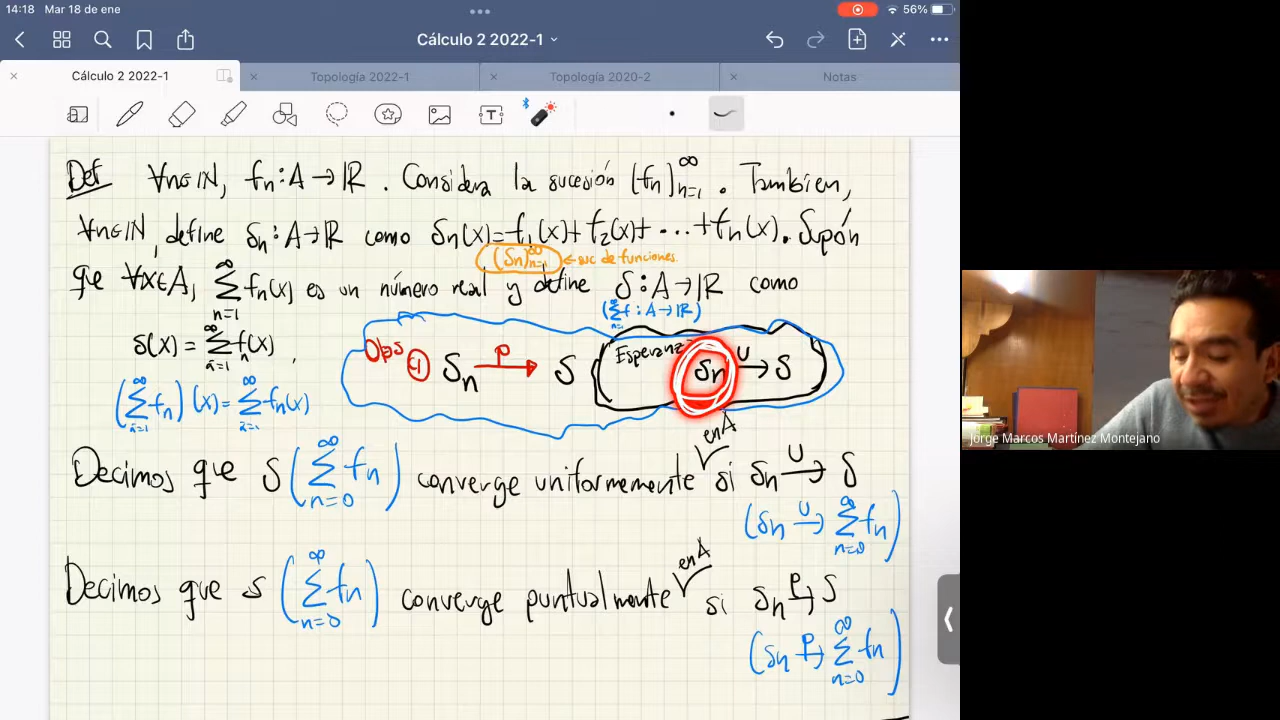 14:18 Mar 18 de ene
56%
Cálculo 2 2022-1
Cálculo 2 2022-1
Topología 2022-1
Topología 2020-2
Notas
Def ∀n∈ℕ, fn : A → ℝ. Considera la sucesión (fn)_{n=1}^∞. Tambien,
∀n∈ℕ, define sn : A → ℝ como sn(x) = f1(x) + f2(x) + ... + fn(x). Supón
(sn)_{n=1}^∞ ← suc de funciones.
que ∀x∈A, ∑_{n=1}^∞ fn(x) es un número real y define s : A → ℝ como
(∑_{n=1}^∞ f : A → ℝ)
s(x) = ∑_{n=1}^∞ fn(x),
Obs ① sn →^P s (Esperanz sn →^U s)
(∑_{n=1}^∞ fn)(x) = ∑_{n=1}^∞ fn(x)
Decimos que s (∑_{n=0}^∞ fn) converge uniformemente en A si sn →^U s
(sn →^U ∑_{n=0}^∞ fn)
Decimos que s (∑_{n=0}^∞ fn) converge puntualmente en A si sn →^P s
(sn →^P ∑_{n=0}^∞ fn)
Jorge Marcos Martínez Montejano